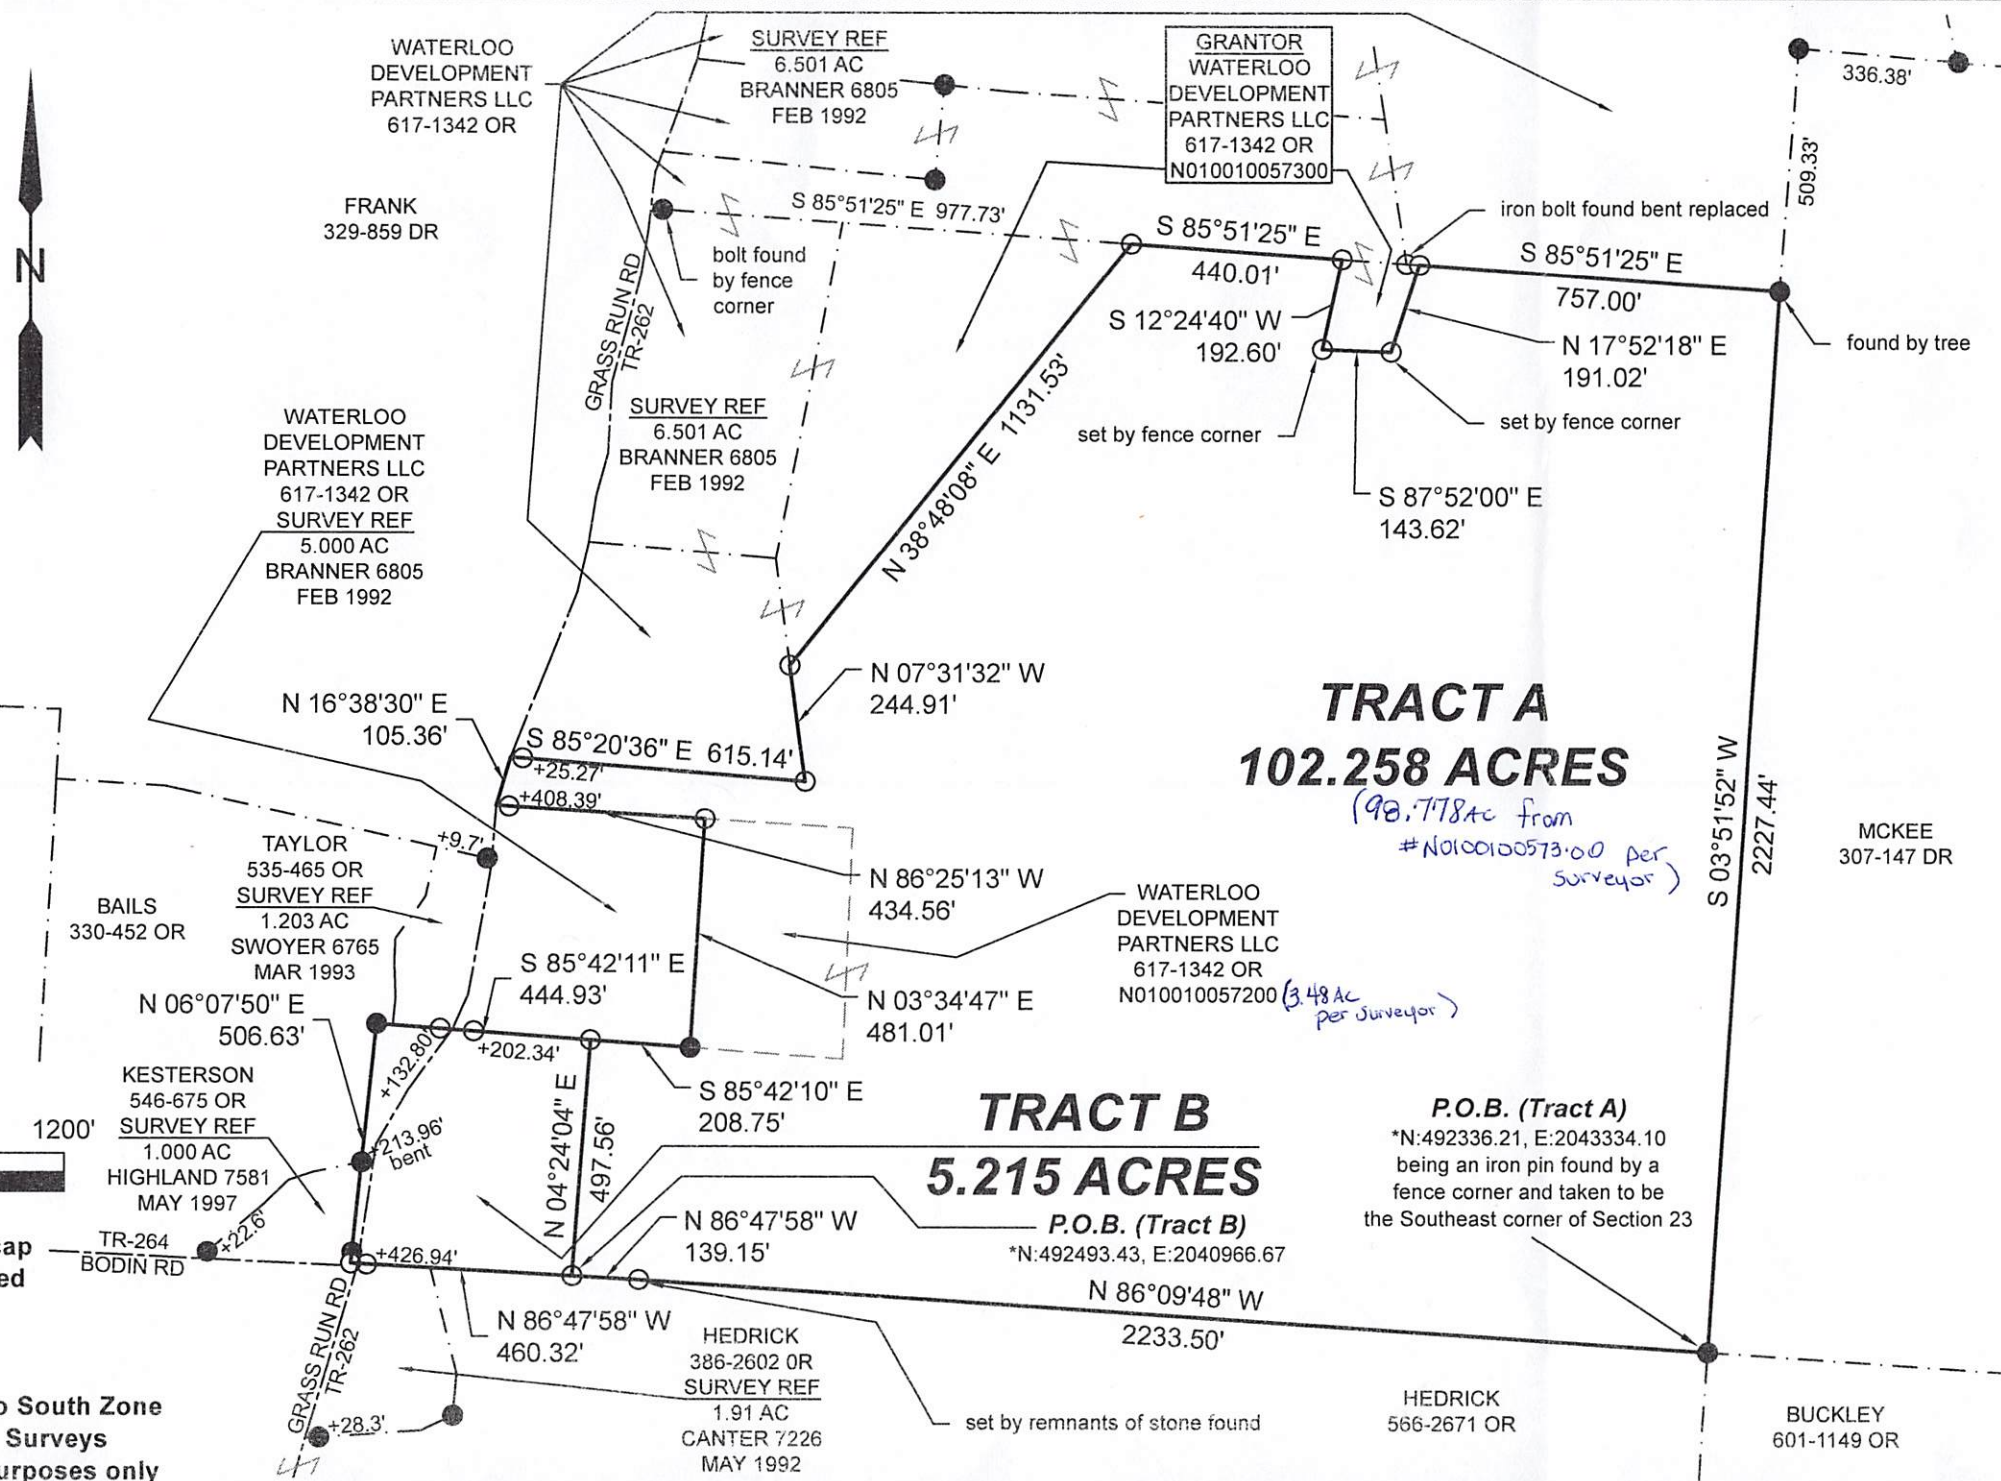 WATERLOO
DEVELOPMENT
PARTNERS LLC
617-1342 OR
SURVEY REF
6.501 AC
BRANNER 6805
FEB 1992
GRANTOR
WATERLOO
DEVELOPMENT
PARTNERS LLC
617-1342 OR
N010010057300
336.38'
509.33'
N
FRANK
329-859 DR
bolt found
by fence
corner
S 85°51'25" E 977.73'
S 85°51'25" E
440.01'
iron bolt found bent replaced
S 85°51'25" E
757.00'
found by tree
GRASS RUN RD
TR-262
S 12°24'40" W
192.60'
N 17°52'18" E
191.02'
set by fence corner
set by fence corner
S 87°52'00" E
143.62'
SURVEY REF
6.501 AC
BRANNER 6805
FEB 1992
N 38°48'08" E 1131.53'
WATERLOO
DEVELOPMENT
PARTNERS LLC
617-1342 OR
SURVEY REF
5.000 AC
BRANNER 6805
FEB 1992
N 07°31'32" W
244.91'
N 16°38'30" E
105.36'
S 85°20'36" E 615.14'
+25.27'
+408.39'
TRACT A
102.258 ACRES
(98.778AC from
#N0100100573.00 per
surveyor)
S 03°51'52" W
2227.44'
MCKEE
307-147 DR
+9.7'
TAYLOR
535-465 OR
SURVEY REF
1.203 AC
SWOYER 6765
MAR 1993
BAILS
330-452 OR
N 86°25'13" W
434.56'
WATERLOO
DEVELOPMENT
PARTNERS LLC
617-1342 OR
N010010057200 (3.48 AC
per surveyor)
S 85°42'11" E
444.93'
N 03°34'47" E
481.01'
N 06°07'50" E
506.63'
+132.80'
+202.34'
S 85°42'10" E
208.75'
KESTERSON
546-675 OR
SURVEY REF
1.000 AC
HIGHLAND 7581
MAY 1997
1200'
+213.96'
bent
N 04°24'04" E
497.56'
TRACT B
5.215 ACRES
P.O.B. (Tract B)
*N:492493.43, E:2040966.67
P.O.B. (Tract A)
*N:492336.21, E:2043334.10
being an iron pin found by a
fence corner and taken to be
the Southeast corner of Section 23
N 86°47'58" W
139.15'
+22.6'
TR-264
BODIN RD
+426.94'
N 86°09'48" W
2233.50'
N 86°47'58" W
460.32'
GRASS RUN RD
TR-262
HEDRICK
386-2602 0R
SURVEY REF
1.91 AC
CANTER 7226
MAY 1992
+28.3'
set by remnants of stone found
HEDRICK
566-2671 OR
BUCKLEY
601-1149 OR
South Zone
Surveys
purposes only